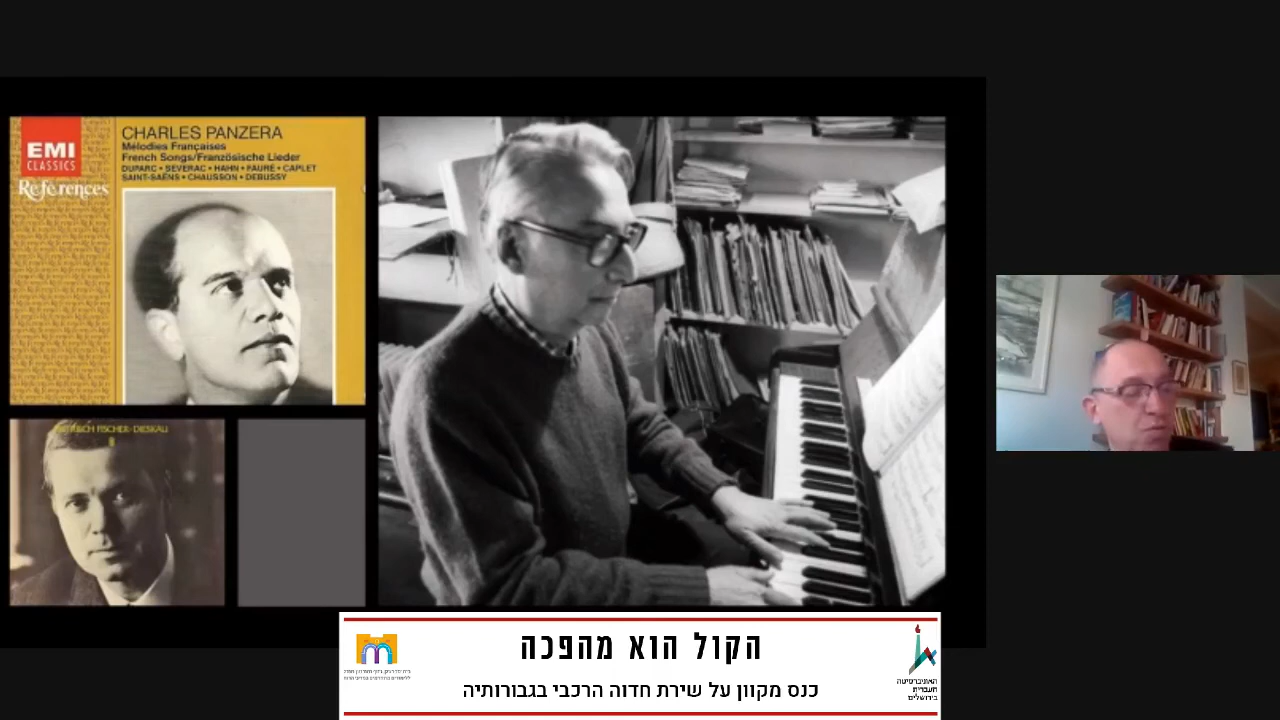 EMI
CLASSICS
Références
CHARLES PANZERA
Mélodies Françaises
French Songs/Französische Lieder
DUPARC • SEVERAC • HAHN • FAURÉ • CAPLET
SAINT-SAËNS • CHAUSSON • DEBUSSY
FISCHER-DIESKAU
הקול הוא מהפכה
כנס מקוון על שירת חדוה הרכבי בגבורותיה
האוניברסיטה
העברית
בירושלים